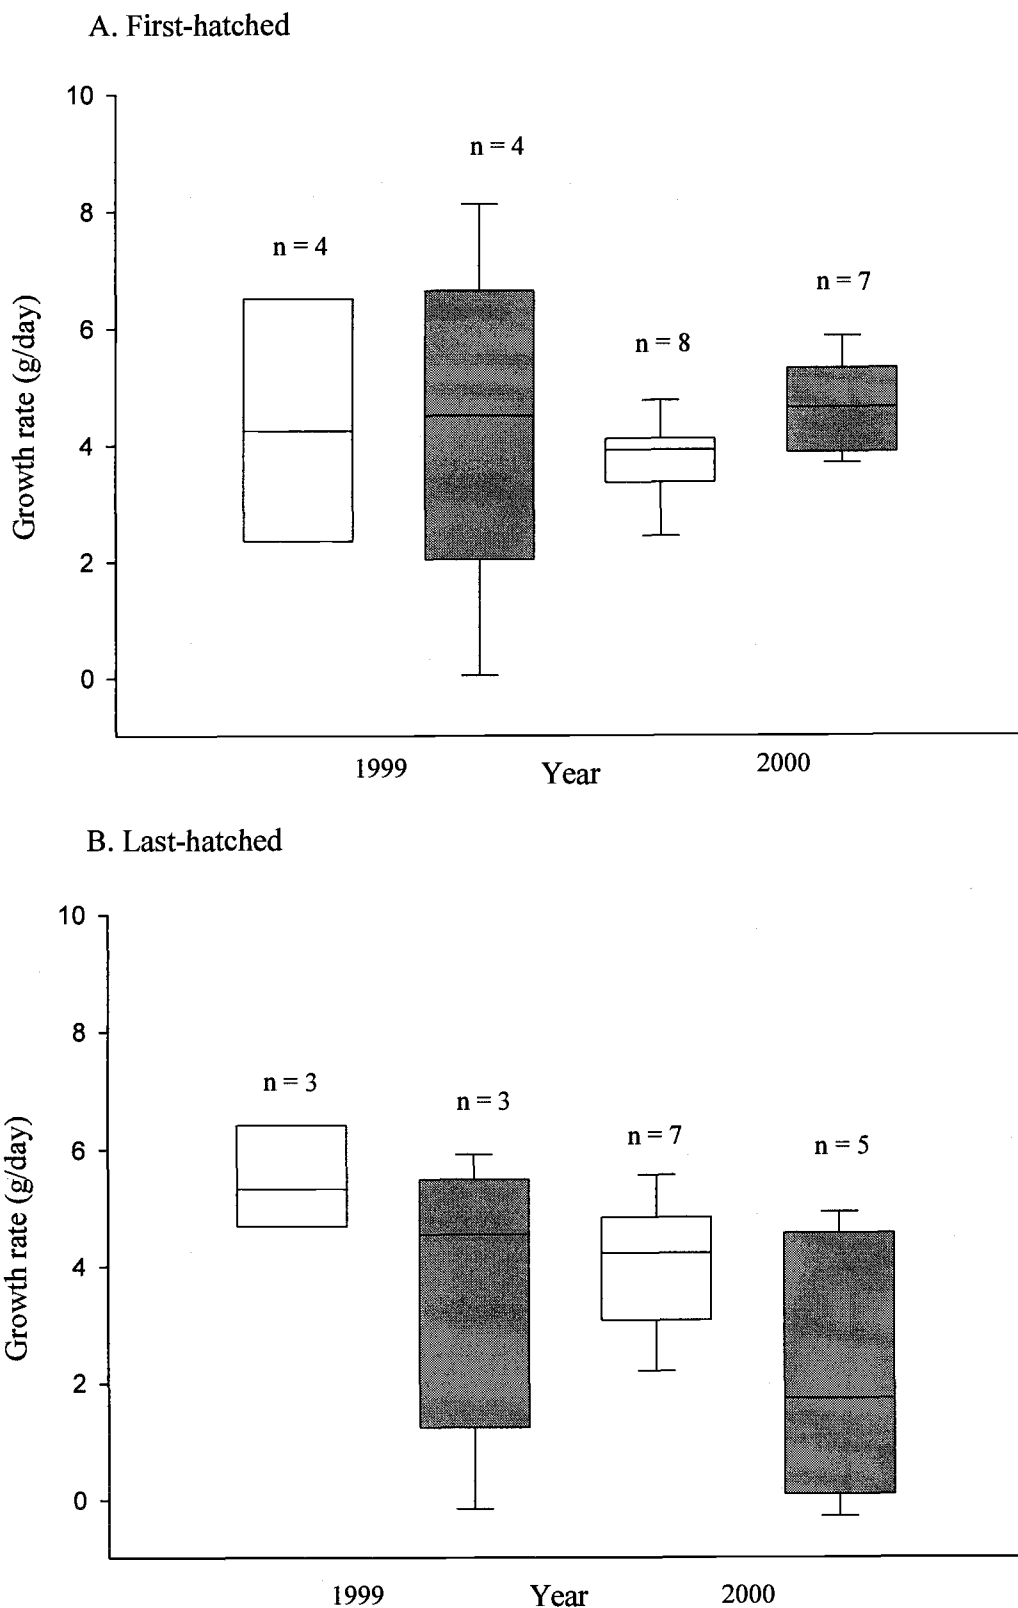 A. First-hatched
10
n = 4
8
n = 4
n = 7
n = 8
6
Growth rate (g/day)
4
2
0
1999
Year
2000
B. Last-hatched
10
8
n = 3
n = 3
n = 7
n = 5
6
Growth rate (g/day)
4
2
0
1999
Year
2000